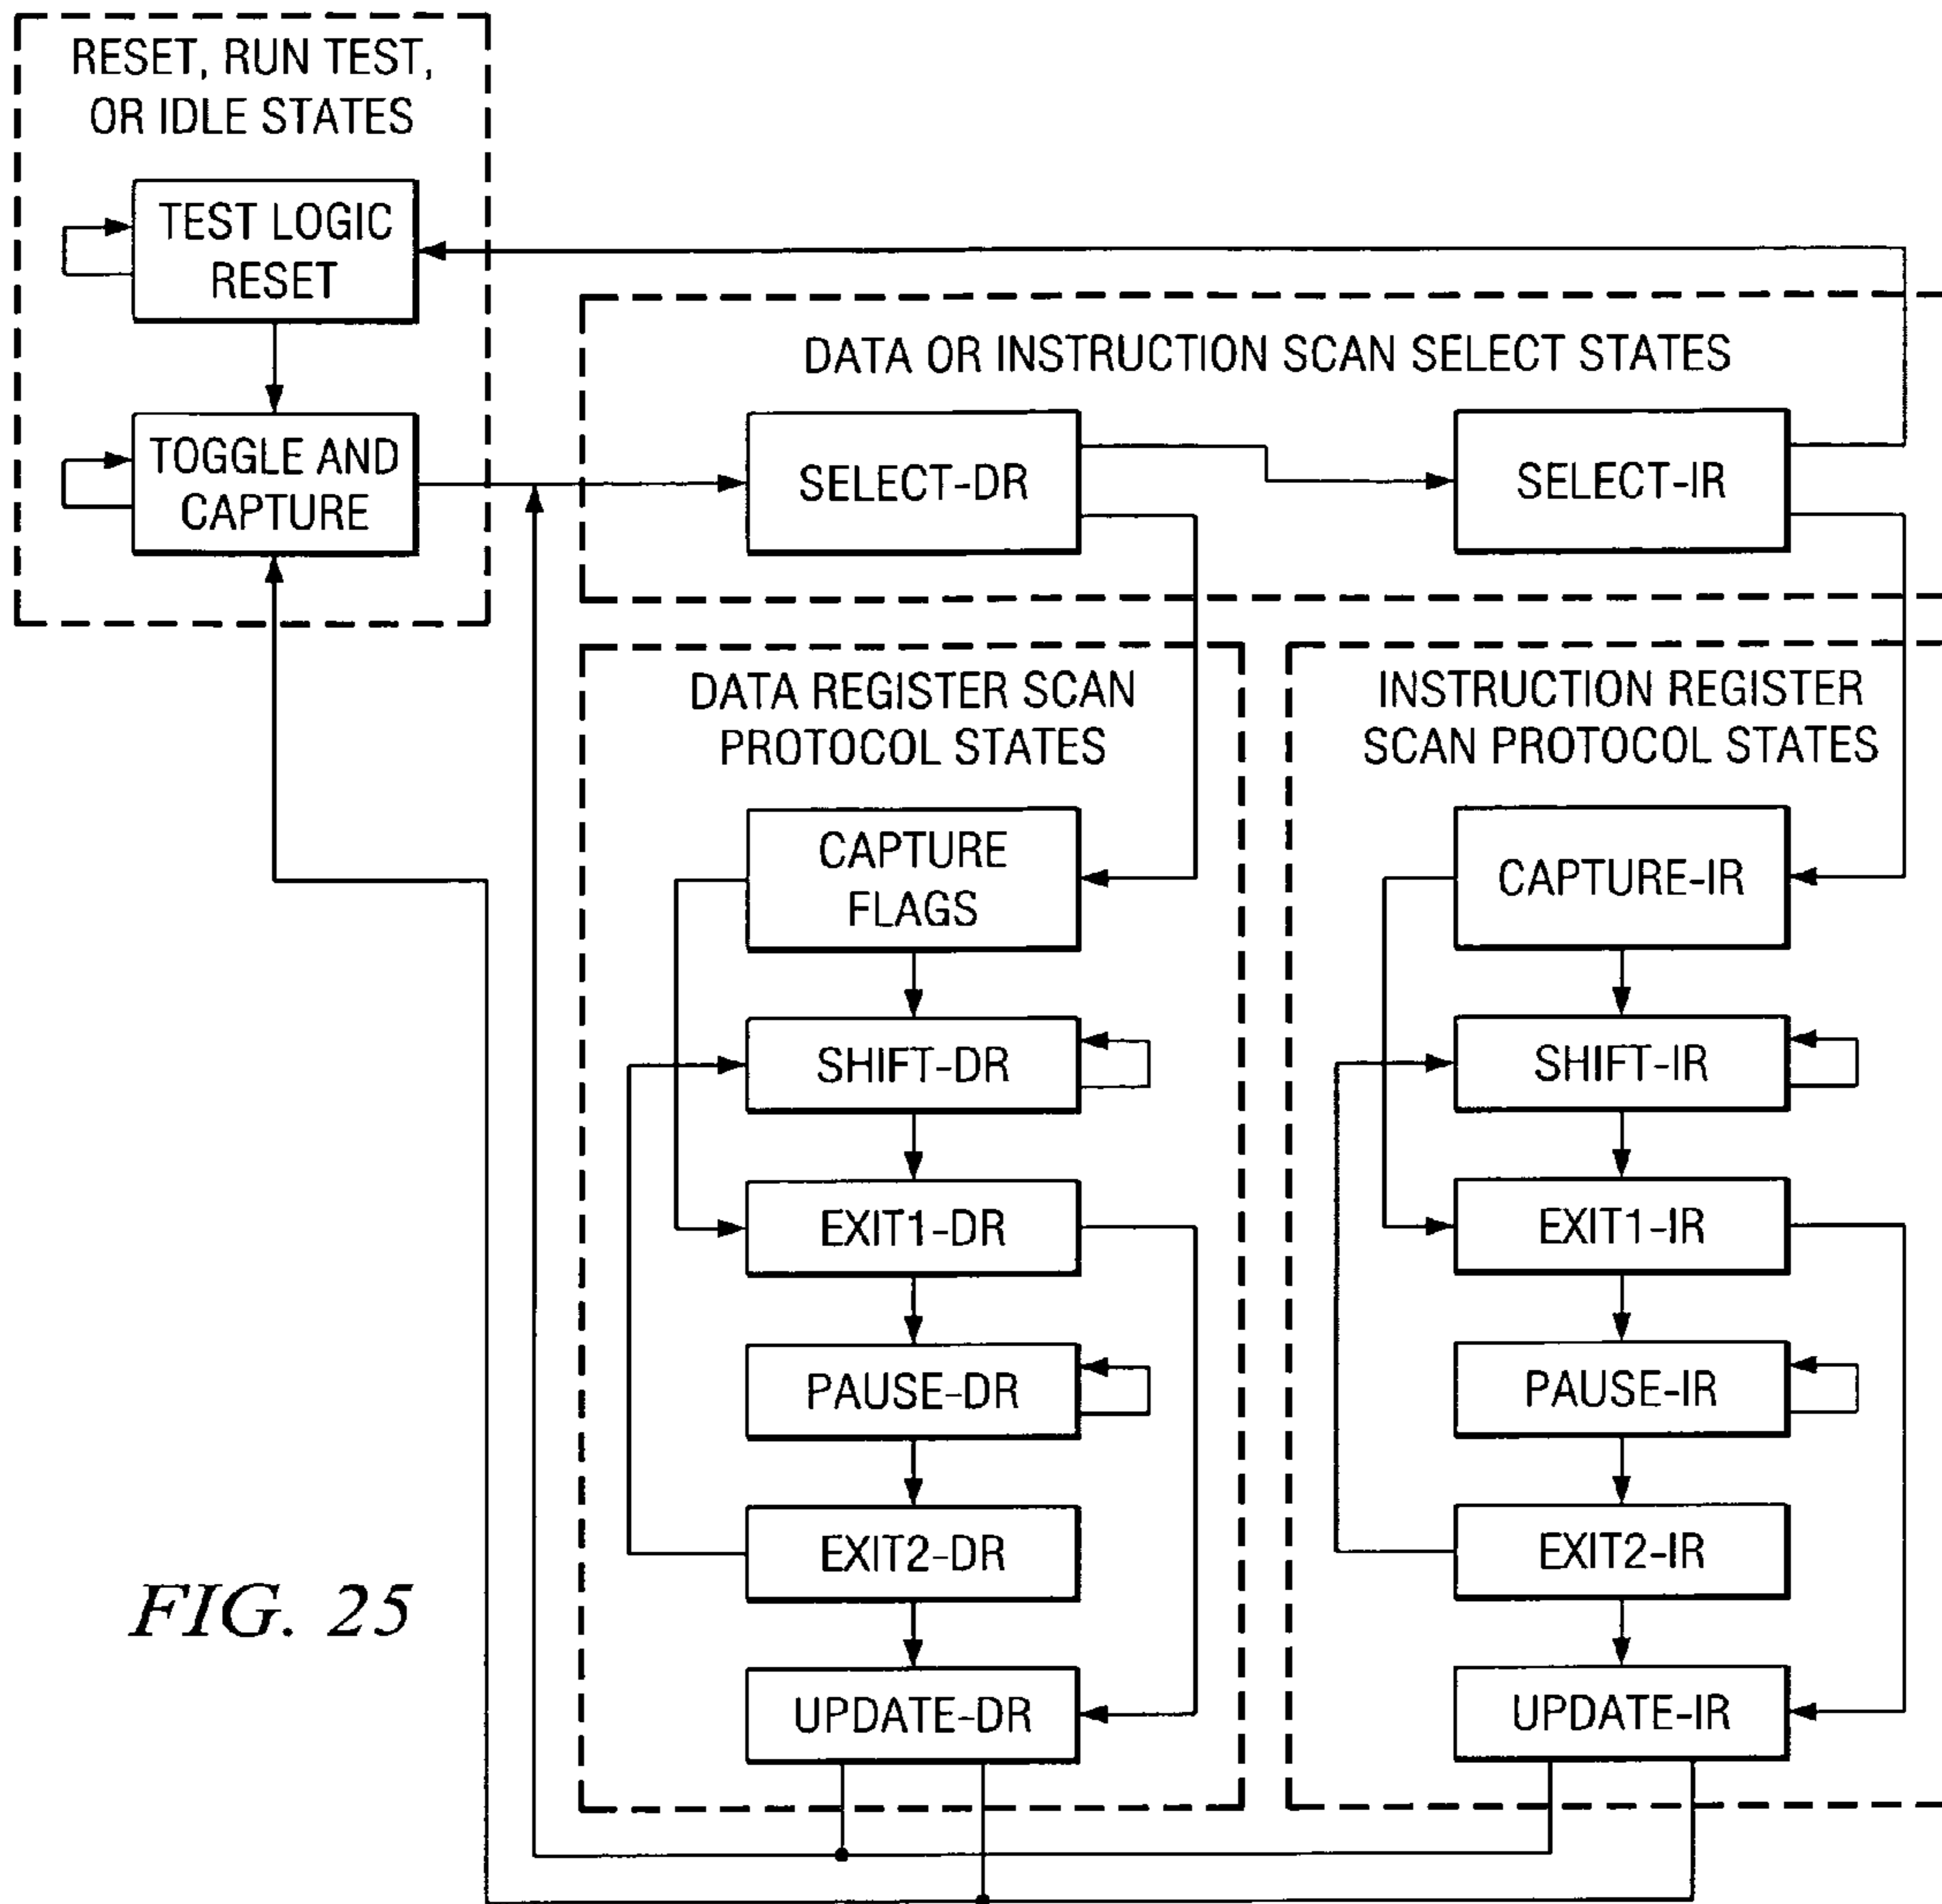 RESET, RUN TEST,
OR IDLE STATES
TEST LOGIC
RESET
TOGGLE AND
CAPTURE
DATA OR INSTRUCTION SCAN SELECT STATES
SELECT-DR
SELECT-IR
DATA REGISTER SCAN
PROTOCOL STATES
CAPTURE
FLAGS
SHIFT-DR
EXIT1-DR
PAUSE-DR
EXIT2-DR
UPDATE-DR
INSTRUCTION REGISTER
SCAN PROTOCOL STATES
CAPTURE-IR
SHIFT-IR
EXIT1-IR
PAUSE-IR
EXIT2-IR
UPDATE-IR
FIG. 25